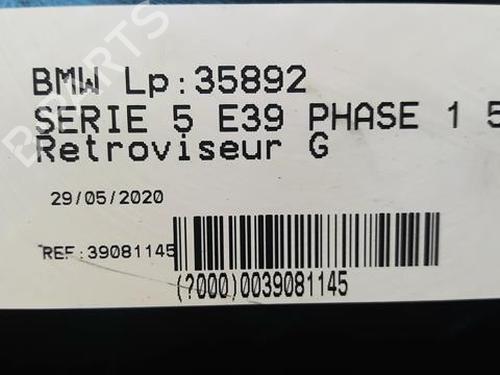 BMW Lp:35892
SERIE 5 E39 PHASE 1 5
Retroviseur G
29/05/2020
REF:39081145
(?000)0039081145